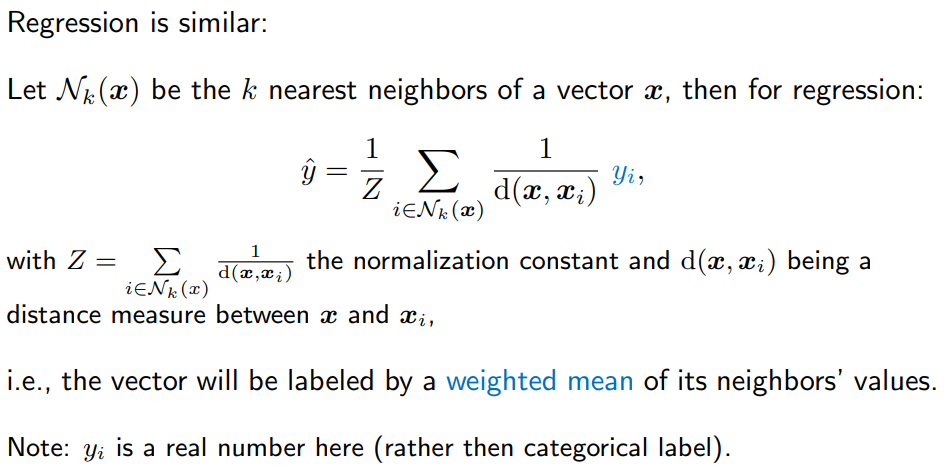 Regression is similar:
Let 𝒩ₖ(𝒙) be the k nearest neighbors of a vector 𝒙, then for regression:
ŷ = 1/Z ∑_{i∈𝒩ₖ(𝒙)} 1/d(𝒙, 𝒙ᵢ) yᵢ,
with Z = ∑_{i∈𝒩ₖ(x)} 1/d(𝒙,𝒙ᵢ) the normalization constant and d(𝒙, 𝒙ᵢ) being a
distance measure between 𝒙 and 𝒙ᵢ,
i.e., the vector will be labeled by a weighted mean of its neighbors' values.
Note: yᵢ is a real number here (rather then categorical label).